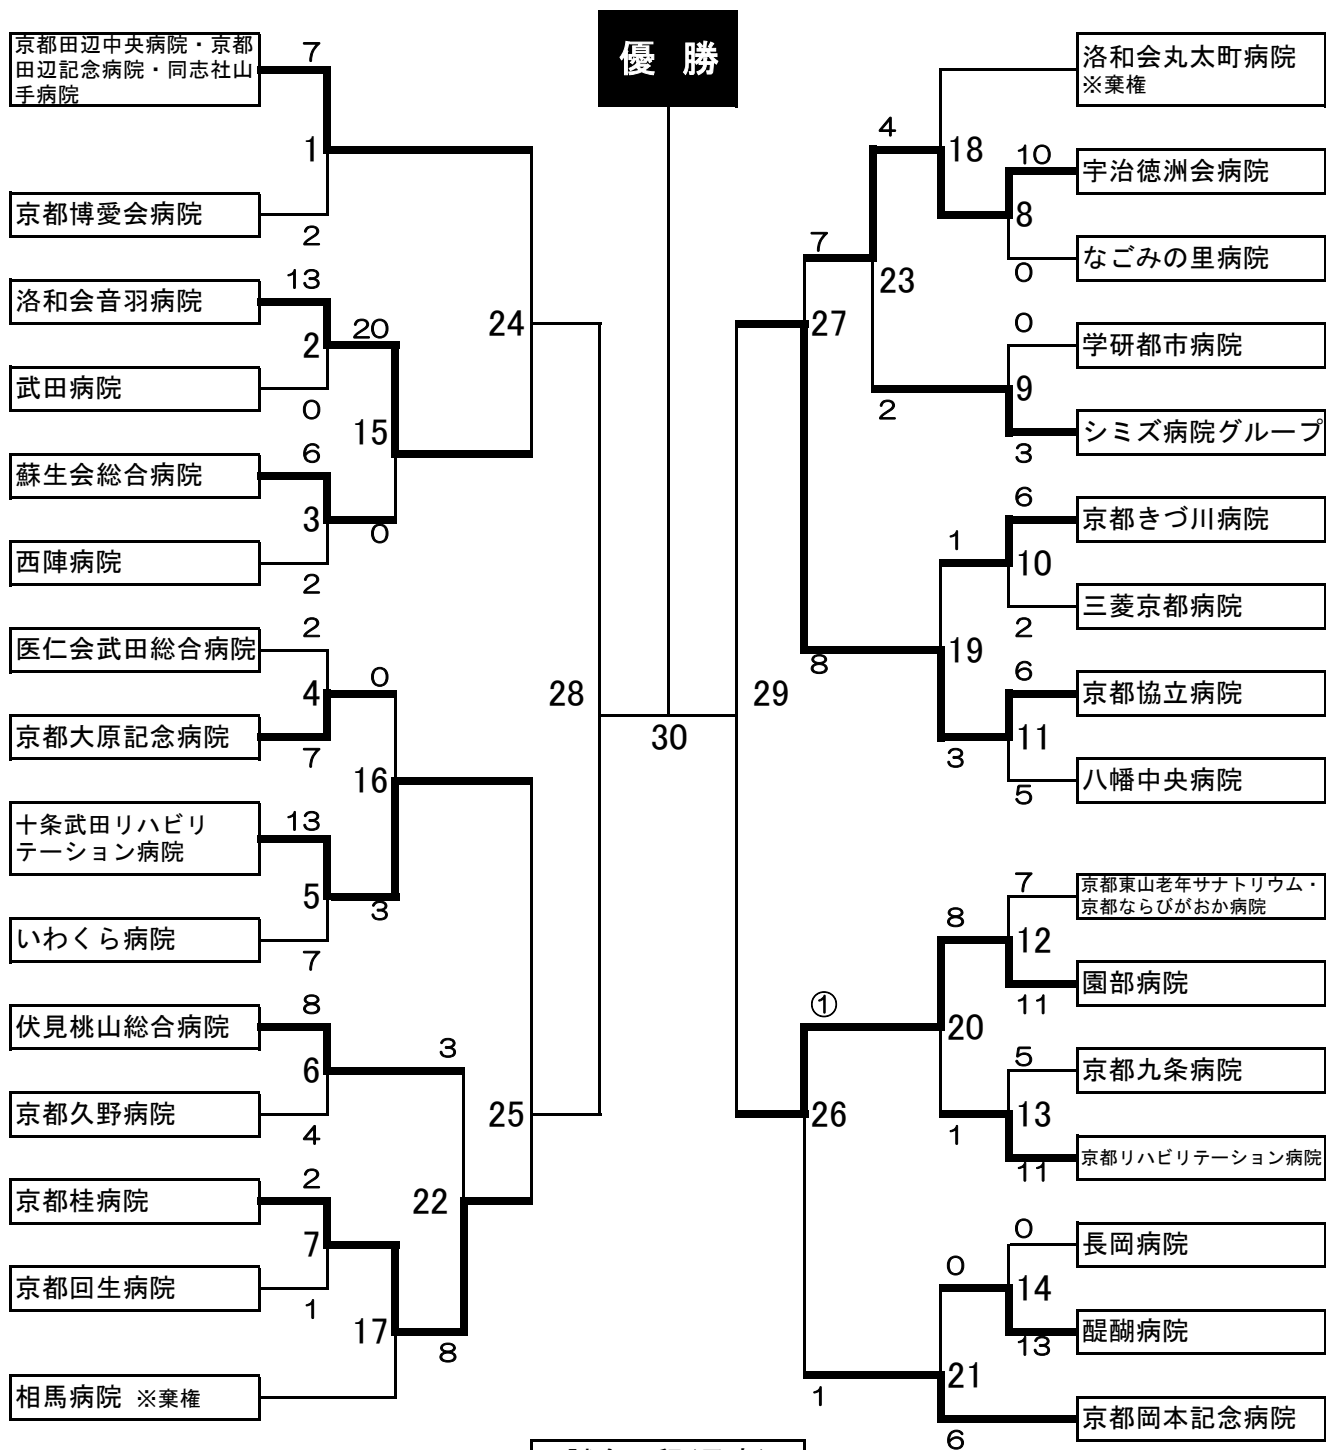 優 勝
京都田辺中央病院・京都
田辺記念病院・同志社山
手病院
7
1
京都博愛会病院
2
洛和会音羽病院
13
2
20
武田病院
0
15
蘇生会総合病院
6
3
0
西陣病院
2
24
医仁会武田総合病院
2
4
0
京都大原記念病院
7
16
十条武田リハビリ
テーション病院
13
5
3
いわくら病院
7
28
伏見桃山総合病院
8
6
3
京都久野病院
4
25
京都桂病院
2
7
22
京都回生病院
1
17
8
相馬病院 ※棄権
30
洛和会丸太町病院
※棄権
4
18
10
宇治徳洲会病院
8
なごみの里病院
0
7
23
27
0
学研都市病院
9
2
シミズ病院グループ
3
6
京都きづ川病院
1
10
三菱京都病院
2
19
8
6
京都協立病院
11
3
八幡中央病院
5
29
7
京都東山老年サナトリウム・
京都ならびがおか病院
8
12
園部病院
11
①
20
5
京都九条病院
26
13
1
京都リハビリテーション病院
11
0
長岡病院
0
14
醍醐病院
13
21
1
京都岡本記念病院
6